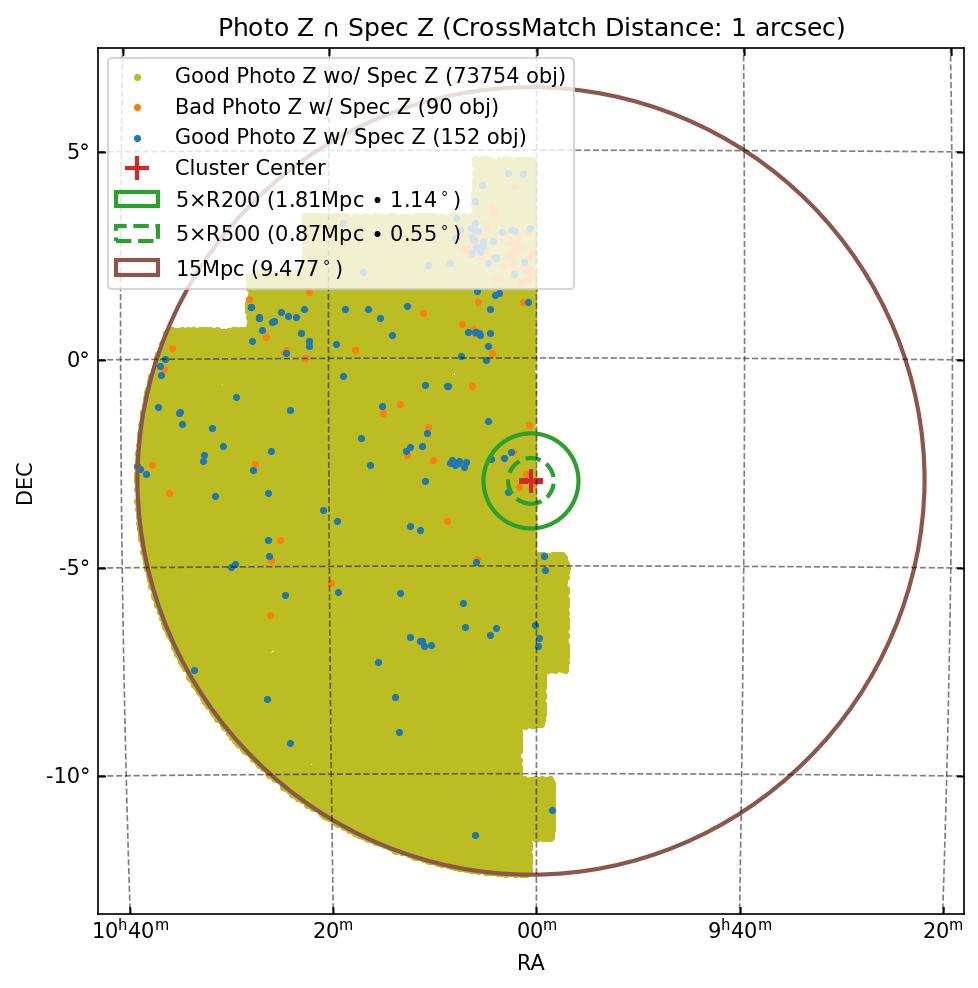 Photo Z ∩ Spec Z (CrossMatch Distance: 1 arcsec)
Good Photo Z wo/ Spec Z (73754 obj)
Bad Photo Z w/ Spec Z (90 obj)
Good Photo Z w/ Spec Z (152 obj)
Cluster Center
5×R200 (1.81Mpc • 1.14°)
5×R500 (0.87Mpc • 0.55°)
15Mpc (9.477°)
5°
0°
-5°
-10°
DEC
10h40m 20m 00m 9h40m 20m
RA